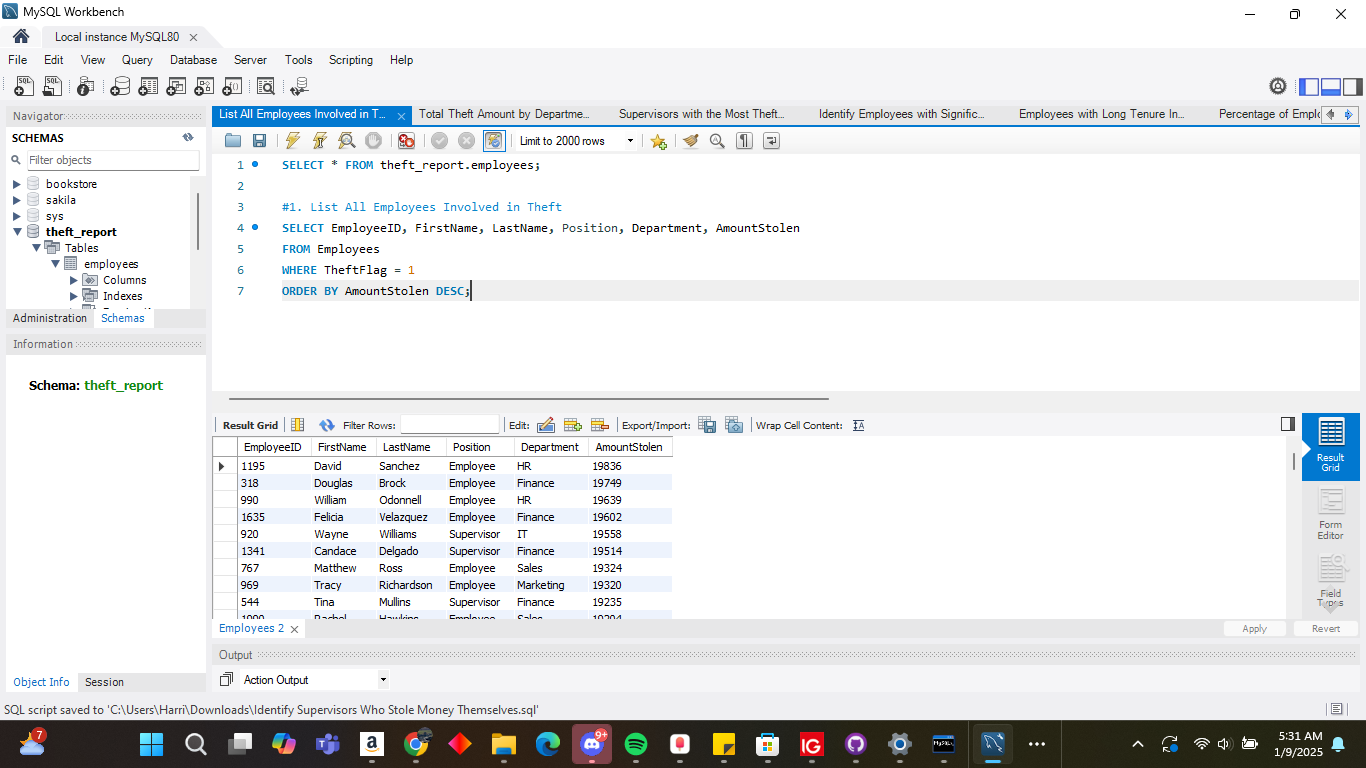 MySQL Workbench
Local instance MySQL80
File Edit View Query Database Server Tools Scripting Help
Navigator
SCHEMAS
Filter objects
bookstore
sakila
sys
theft_report
Tables
employees
Columns
Indexes
Administration Schemas
Information
Schema: theft_report
Object Info Session
List All Employees Involved in T... Total Theft Amount by Departme... Supervisors with the Most Theft... Identify Employees with Signific... Employees with Long Tenure In... Percentage of Emplo
Limit to 2000 rows
1 SELECT * FROM theft_report.employees;
2
3 #1. List All Employees Involved in Theft
4 SELECT EmployeeID, FirstName, LastName, Position, Department, AmountStolen
5 FROM Employees
6 WHERE TheftFlag = 1
7 ORDER BY AmountStolen DESC;
Result Grid Filter Rows: Edit: Export/Import: Wrap Cell Content: IA
EmployeeID FirstName LastName Position Department AmountStolen
1195 David Sanchez Employee HR 19836
318 Douglas Brock Employee Finance 19749
990 William Odonnell Employee HR 19639
1635 Felicia Velazquez Employee Finance 19602
920 Wayne Williams Supervisor IT 19558
1341 Candace Delgado Supervisor Finance 19514
767 Matthew Ross Employee Sales 19324
969 Tracy Richardson Employee Marketing 19320
544 Tina Mullins Supervisor Finance 19235
Rachel Hawkins Employee Sales
Result
Grid
Form
Editor
Field
Types
Employees 2
Apply Revert
Output
Action Output
SQL script saved to 'C:\Users\Harri\Downloads\Identify Supervisors Who Stole Money Themselves.sql'
7
9+
IG
5:31 AM
1/9/2025